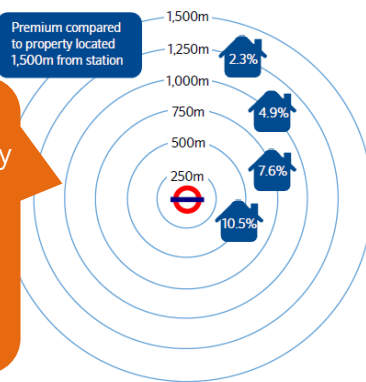 Premium compared
to property located
1,500m from station
1,500m
1,250m
2.3%
1,000m
4.9%
750m
500m
7.6%
250m
10.5%
y